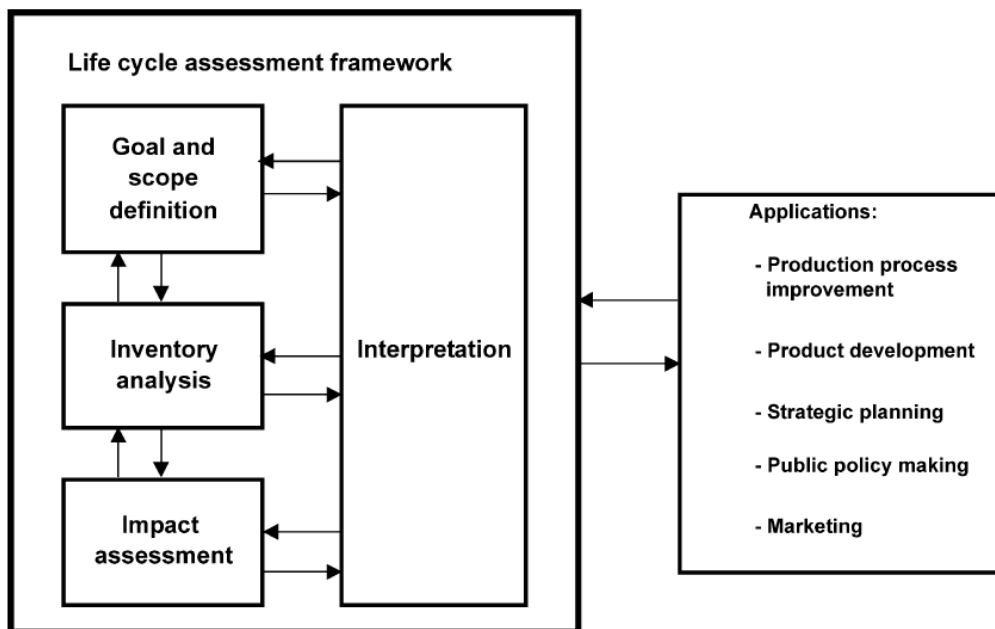 Life cycle assessment framework
Goal and
scope
definition
Inventory
analysis
Impact
assessment
Interpretation
Applications:
- Production process
improvement
- Product development
- Strategic planning
- Public policy making
- Marketing